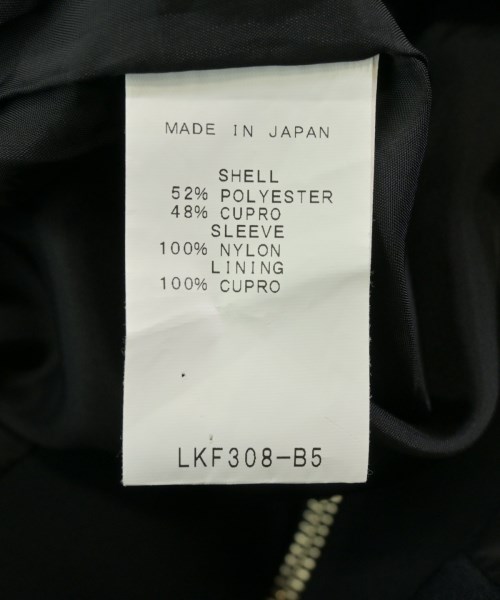 MADE IN JAPAN
SHELL
52% POLYESTER
48% CUPRO
SLEEVE
100% NYLON
LINING
100% CUPRO
LKF308-B5